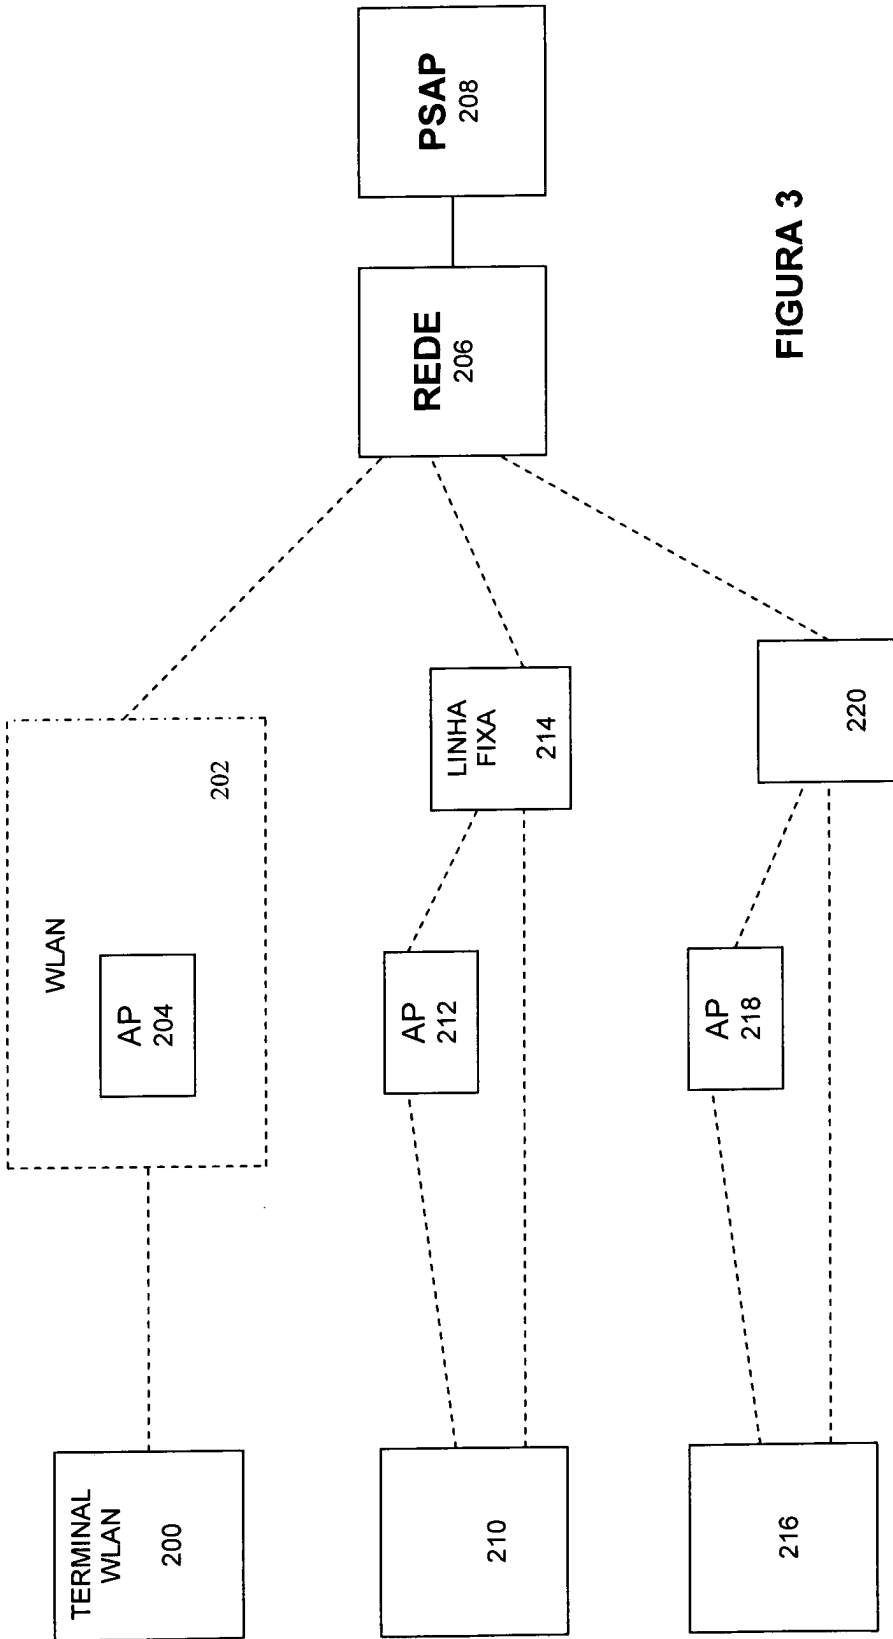 TERMINAL
WLAN
200
WLAN
AP
204
202
210
AP
212
LINHA
FIXA
214
216
AP
218
220
REDE
206
PSAP
208
FIGURA 3